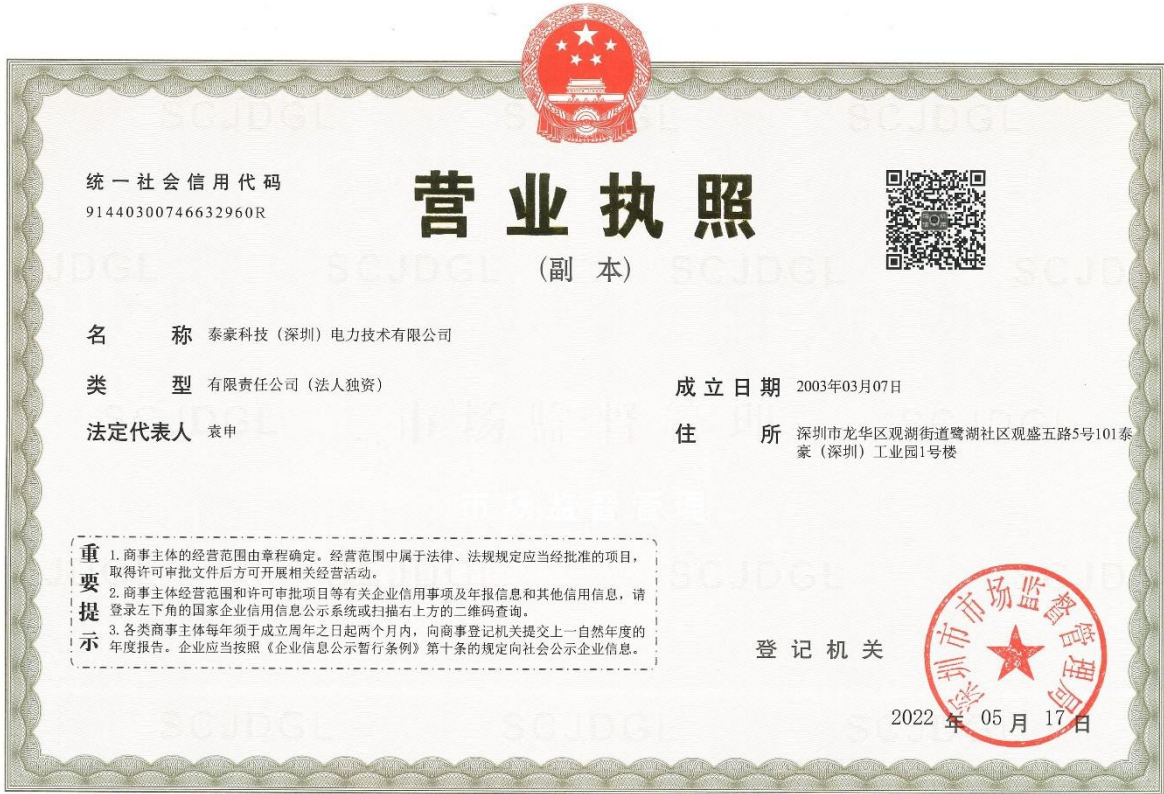 统一社会信用代码
91440300746632960R
营业执照
(副 本)
名 称 泰豪科技（深圳）电力技术有限公司
类 型 有限责任公司（法人独资）
成立日期 2003年03月07日
法定代表人 袁申
住 所 深圳市龙华区观湖街道鹭湖社区观盛五路5号101泰
豪（深圳）工业园1号楼
重要提示
1. 商事主体的经营范围由章程确定。经营范围中属于法律、法规规定应当经批准的项目，
取得许可审批文件后方可开展相关经营活动。
2. 商事主体经营范围和许可审批项目等有关企业信用事项及年报信息和其他信用信息，请
登录左下角的国家企业信用信息公示系统或扫描右上方的二维码查询。
3. 各类商事主体每年须于成立周年之日起两个月内，向商事登记机关提交上一自然年度的
年度报告。企业应当按照《企业信息公示暂行条例》第十条的规定向社会公示企业信息。
登记机关
深圳市市场监督管理局
2022 年 05 月 17 日
SCJDGL
市场监督管理